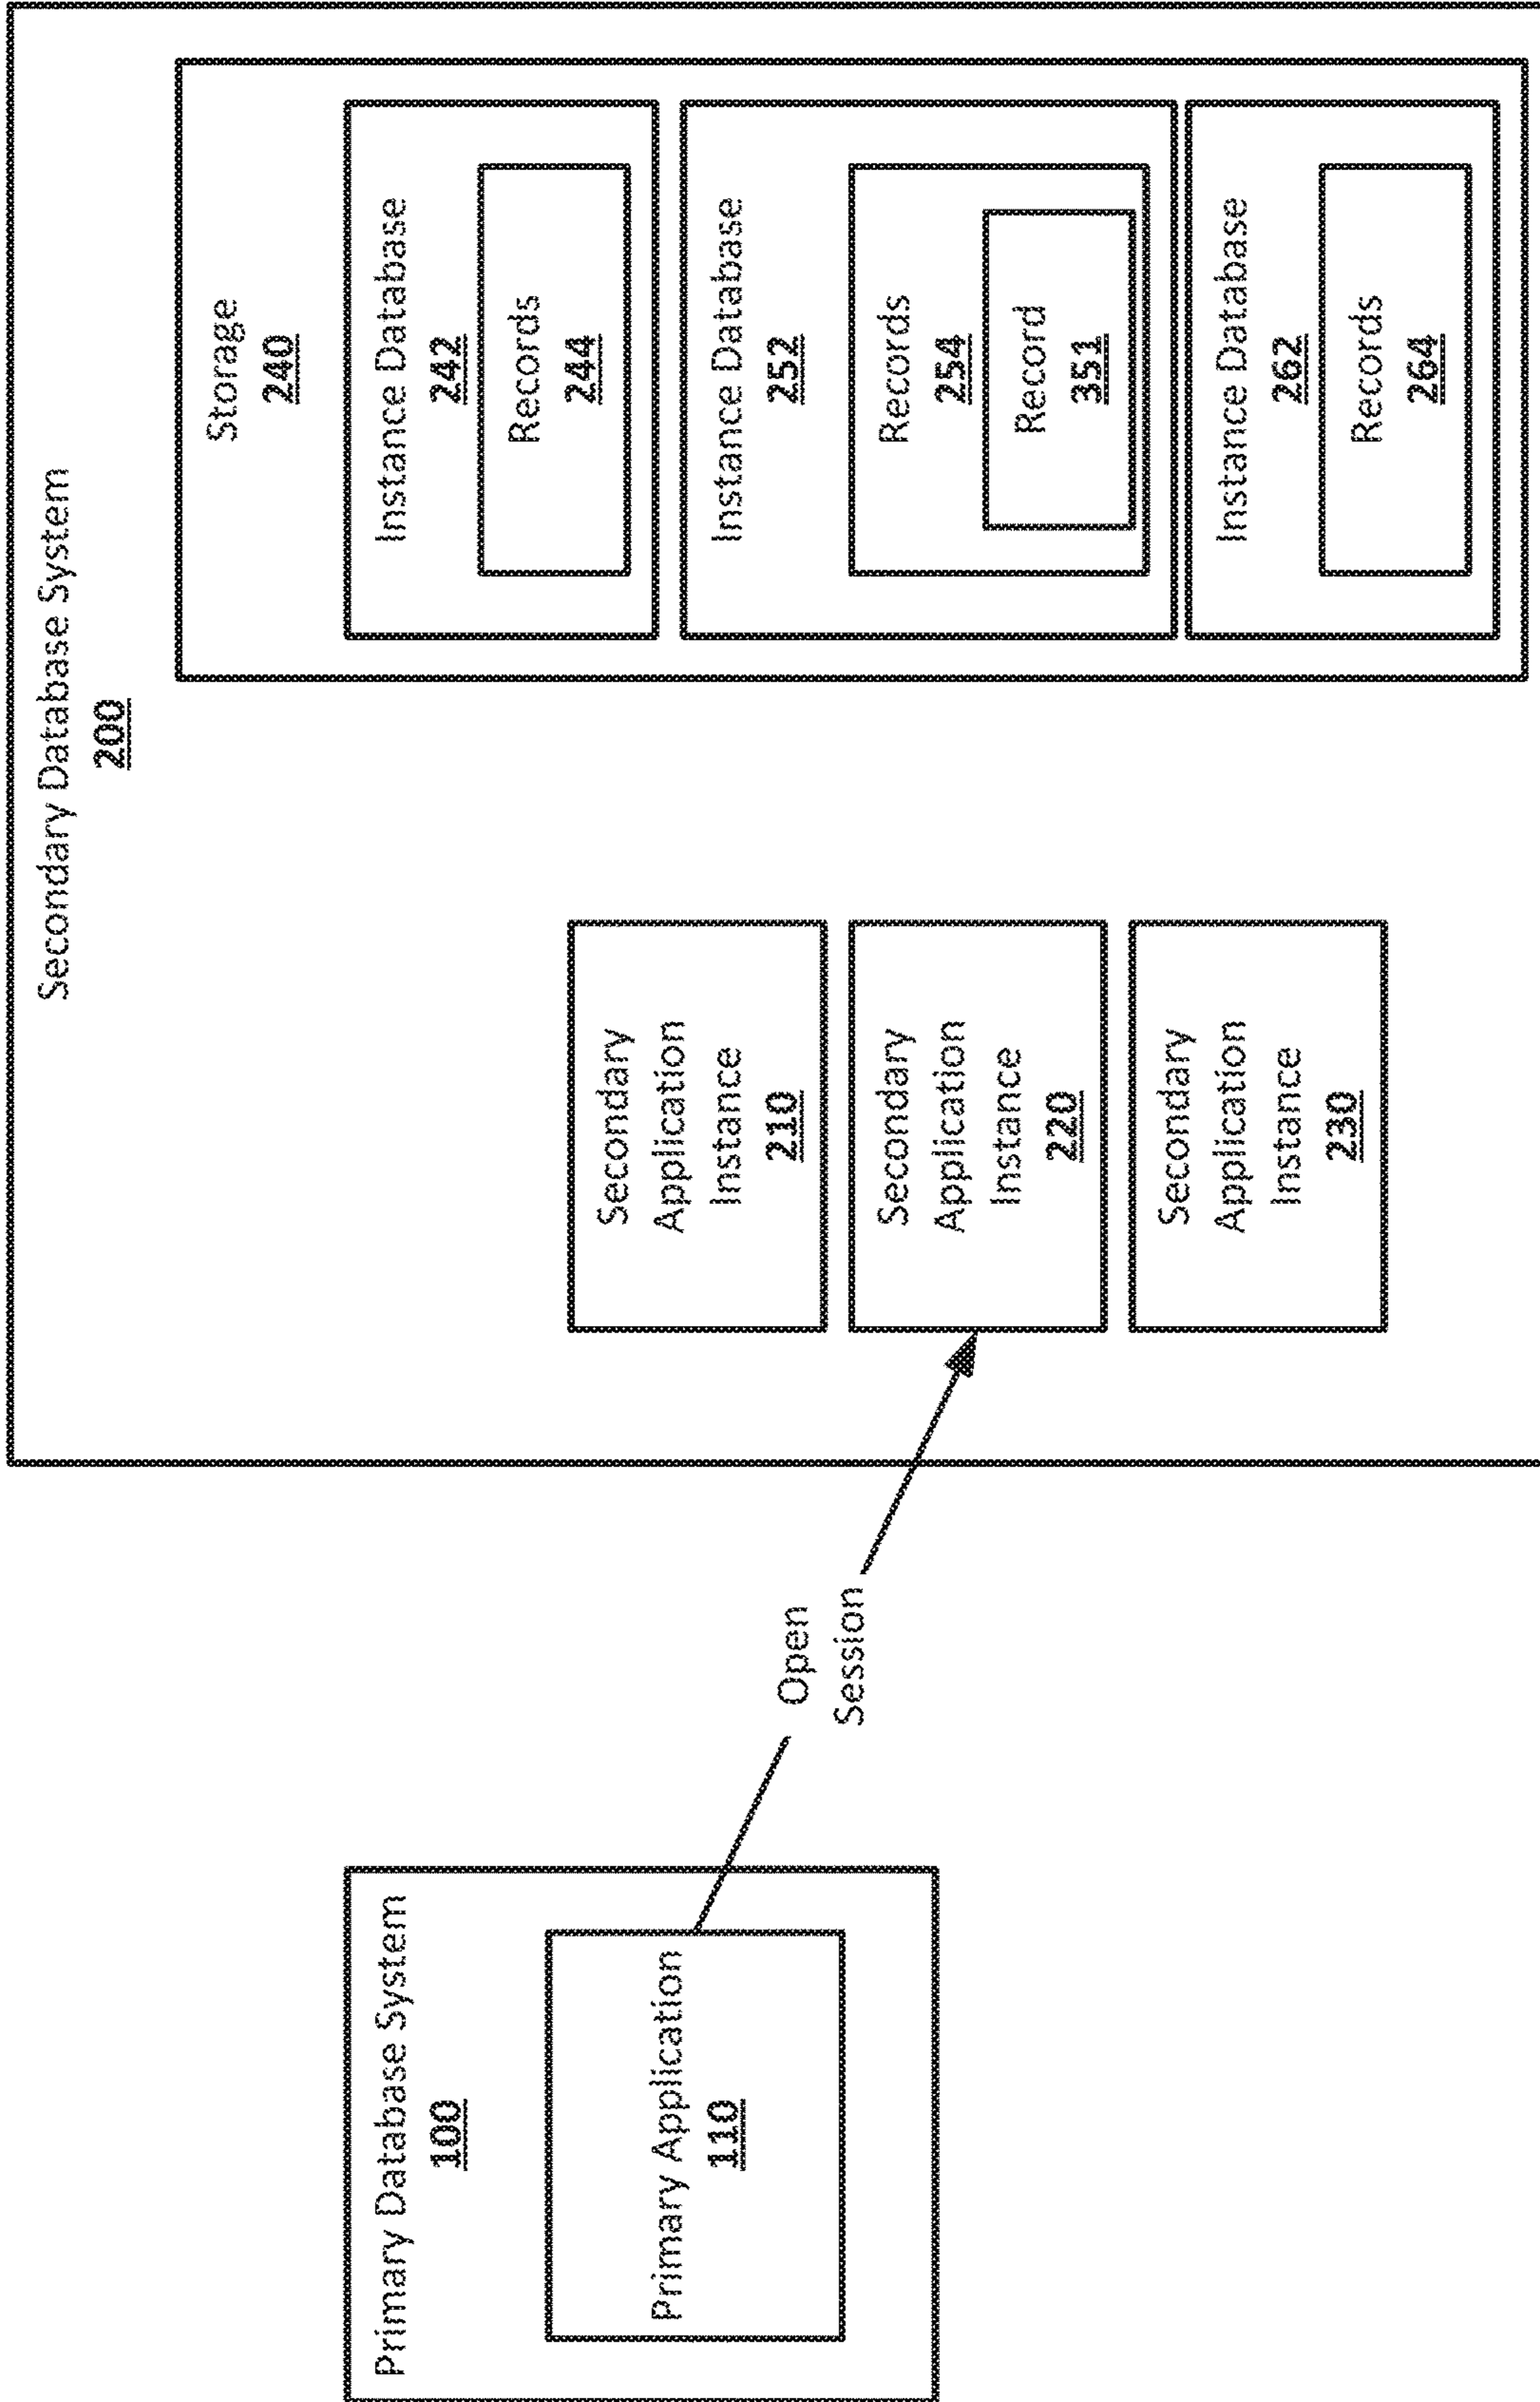 Primary Database System
100
Primary Application
110
Open
Session
Secondary Database System
200
Secondary
Application
Instance
210
Secondary
Application
Instance
220
Secondary
Application
Instance
230
Storage
240
Instance Database
242
Records
244
Instance Database
252
Records
254
Record
351
Instance Database
262
Records
264